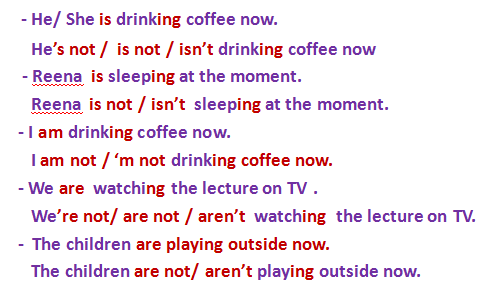 - He/ She is drinking coffee now.
He's not / is not / isn't drinking coffee now
- Reena is sleeping at the moment.
Reena is not / isn't sleeping at the moment.
- I am drinking coffee now.
I am not / 'm not drinking coffee now.
- We are watching the lecture on TV .
We're not/ are not / aren't watching the lecture on TV.
- The children are playing outside now.
The children are not/ aren't playing outside now.